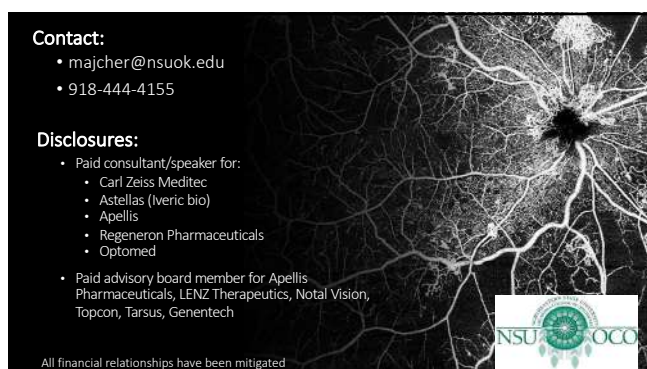 Contact:
• majcher@nsuok.edu
• 918-444-4155
Disclosures:
• Paid consultant/speaker for:
• Carl Zeiss Meditec
• Astellas (Iveric bio)
• Apellis
• Regeneron Pharmaceuticals
• Optomed
• Paid advisory board member for Apellis
Pharmaceuticals, LENZ Therapeutics, Notal Vision,
Topcon, Tarsus, Genentech
All financial relationships have been mitigated
NSU OCO